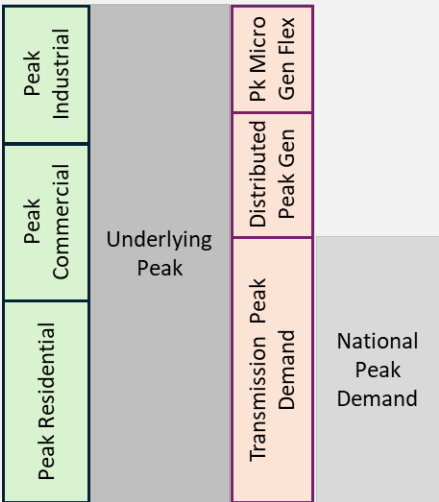 Peak
Industrial
Peak
Commercial
Peak Residential
Underlying
Peak
Pk Micro
Gen Flex
Distributed
Peak Gen
Transmission Peak
Demand
National
Peak
Demand